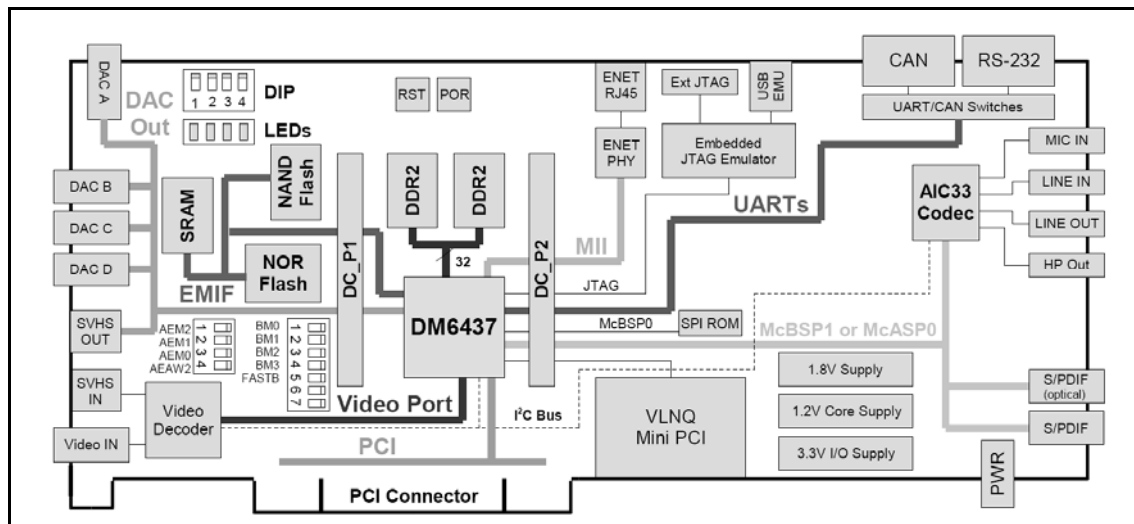 DAC A
DAC
Out
1 2 3 4
DIP
LEDs
RST
POR
ENET
RJ45
Ext JTAG
USB
EMU
CAN
RS-232
UART/CAN Switches
ENET
PHY
Embedded
JTAG Emulator
MIC IN
LINE IN
LINE OUT
HP Out
AIC33
Codec
DAC B
DAC C
DAC D
SRAM
NAND
Flash
NOR
Flash
EMIF
DC_P1
DDR2
DDR2
32
DC_P2
MII
UARTs
JTAG
DM6437
McBSP0
SPI ROM
McBSP1 or McASP0
SVHS
OUT
AEM2
AEM1
AEM0
AEAW2
1
2
3
4
BM0
BM1
BM2
BM3
FASTB
1
2
3
4
5
6
7
SVHS
IN
Video IN
Video
Decoder
Video Port
I²C Bus
PCI
VLNQ
Mini PCI
1.8V Supply
1.2V Core Supply
3.3V I/O Supply
S/PDIF
(optical)
S/PDIF
PWR
PCI Connector